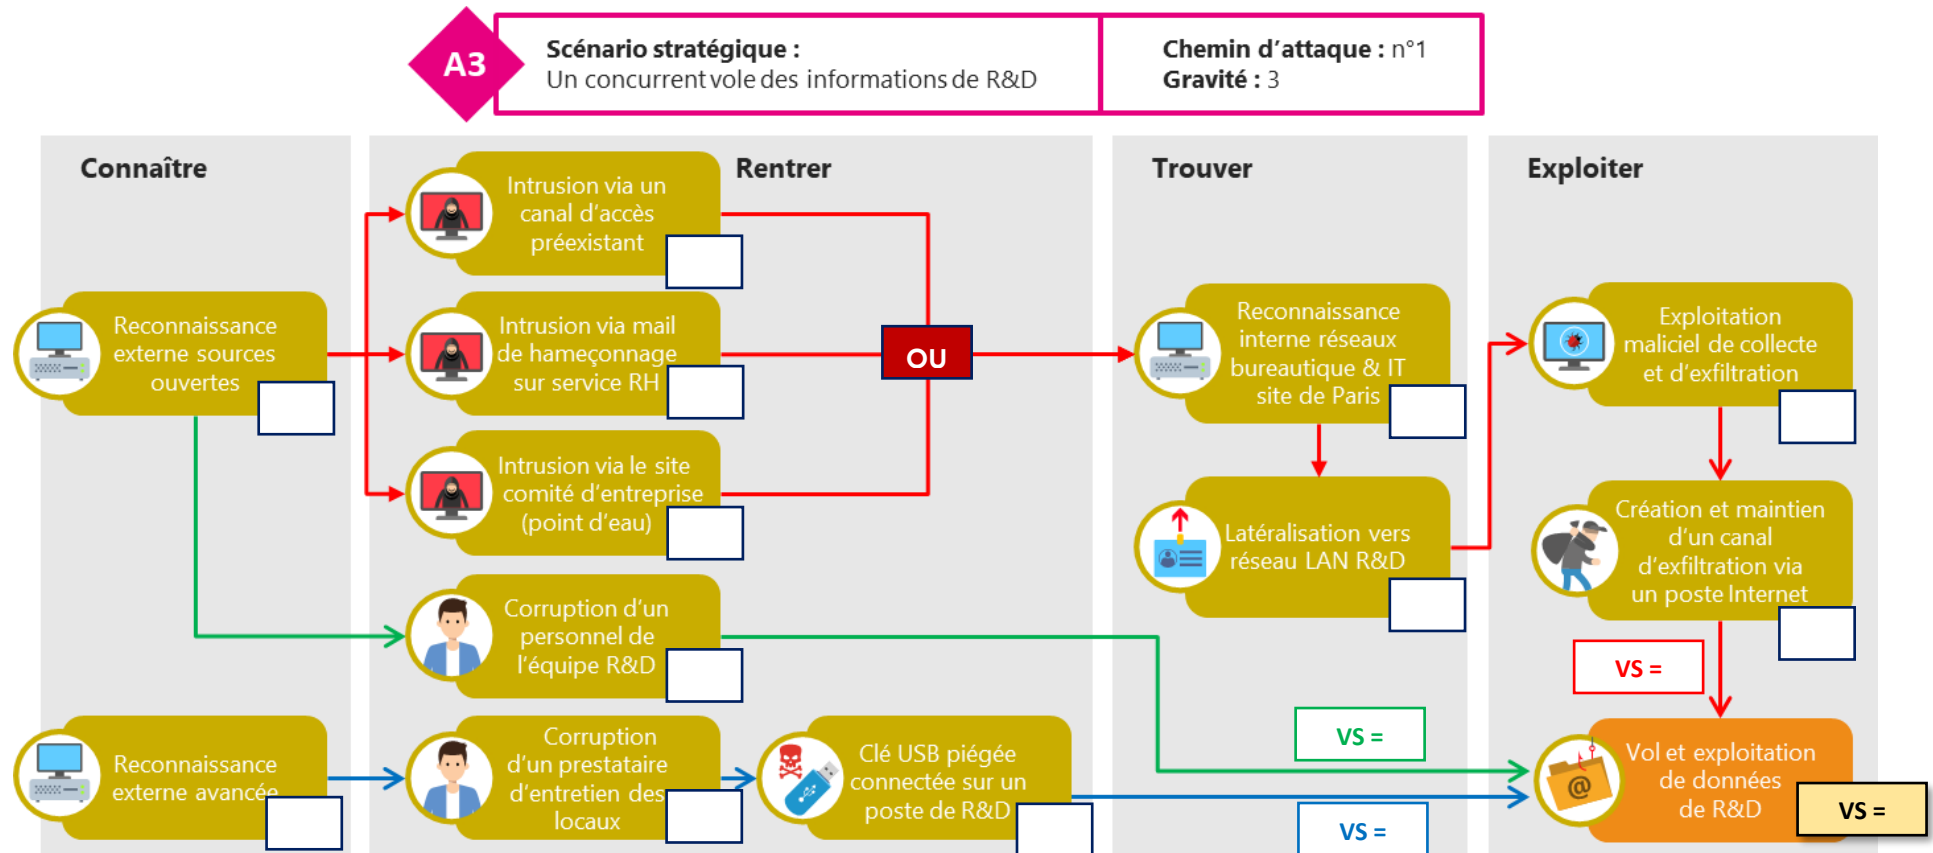 A3
Scénario stratégique :
Un concurrent vole des informations de R&D
Chemin d'attaque : n°1
Gravité : 3
Connaître
Rentrer
Trouver
Exploiter
Intrusion via un
canal d'accès
préexistant
Reconnaissance
externe sources
ouvertes
Intrusion via mail
de hameçonnage
sur service RH
OU
Reconnaissance
interne réseaux
bureautique & IT
site de Paris
Exploitation
maliciel de collecte
et d'exfiltration
Intrusion via le site
comité d'entreprise
(point d'eau)
Latéralisation vers
réseau LAN R&D
Création et maintien
d'un canal
d'exfiltration via
un poste Internet
Corruption d'un
personnel de
l'équipe R&D
VS =
VS =
Reconnaissance
externe avancée
Corruption
d'un prestataire
d'entretien des
locaux
Clé USB piégée
connectée sur un
poste de R&D
VS =
@
Vol et exploitation
de données
de R&D
VS =